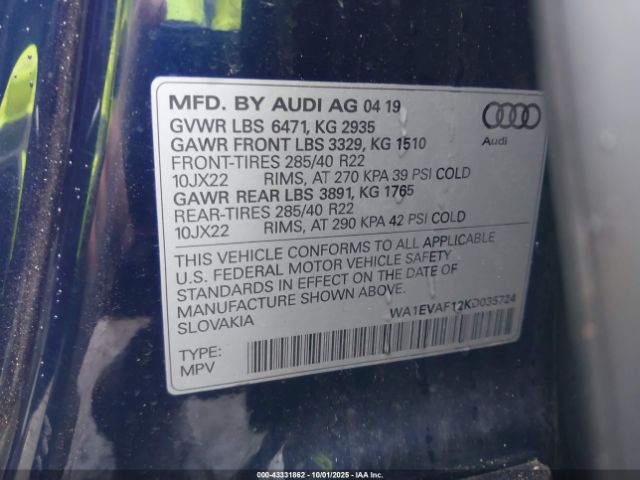 MFD. BY AUDI AG 04 19
GVWR LBS 6471, KG 2935
GAWR FRONT LBS 3329, KG 1510
FRONT-TIRES 285/40 R22
10JX22 RIMS, AT 270 KPA 39 PSI COLD
GAWR REAR LBS 3891, KG 1765
REAR-TIRES 285/40 R22
10JX22 RIMS, AT 290 KPA 42 PSI COLD
Audi
THIS VEHICLE CONFORMS TO ALL APPLICABLE
U.S. FEDERAL MOTOR VEHICLE SAFETY
STANDARDS IN EFFECT ON THE DATE OF
MANUFACTURE SHOWN ABOVE.
SLOVAKIA
WA1EVAF12KD035724
TYPE:
MPV
000-43331862 - 10/01/2025 - IAA Inc.